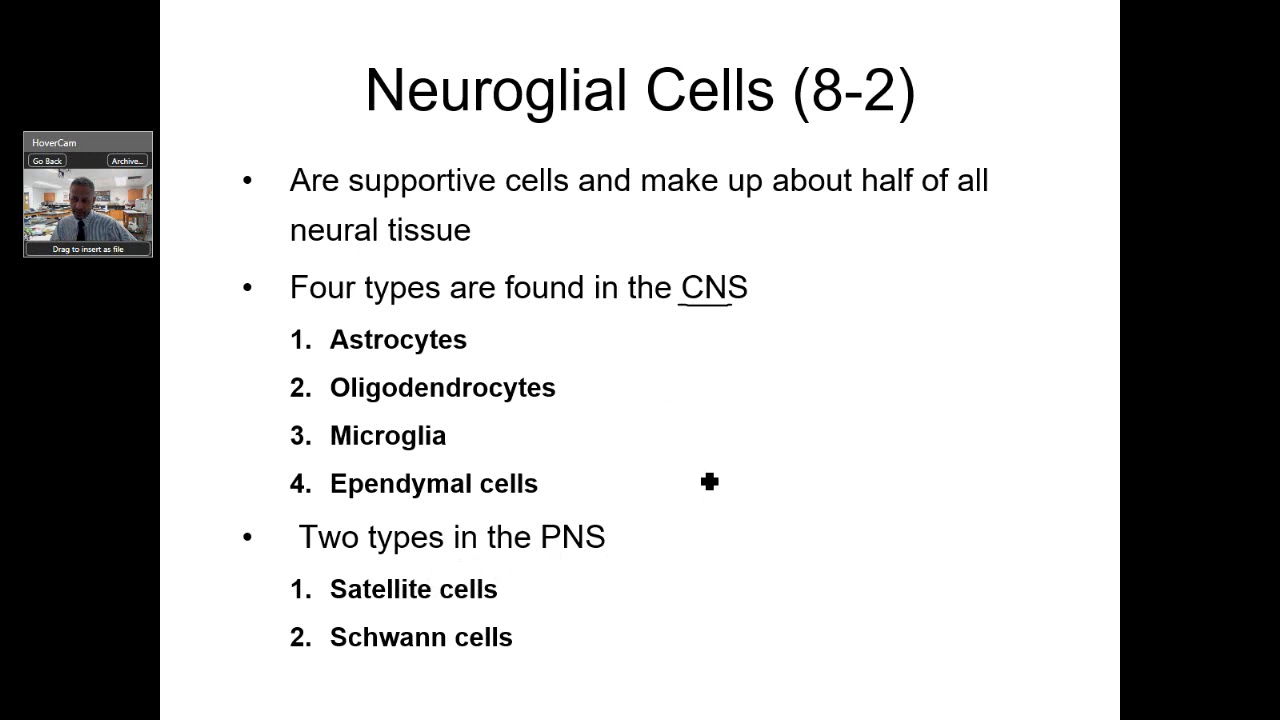 Neuroglial Cells (8-2)
HoverCam
Go Back Archive...
Drag to insert as file
• Are supportive cells and make up about half of all
neural tissue
• Four types are found in the CNS
1. Astrocytes
2. Oligodendrocytes
3. Microglia
4. Ependymal cells
• Two types in the PNS
1. Satellite cells
2. Schwann cells